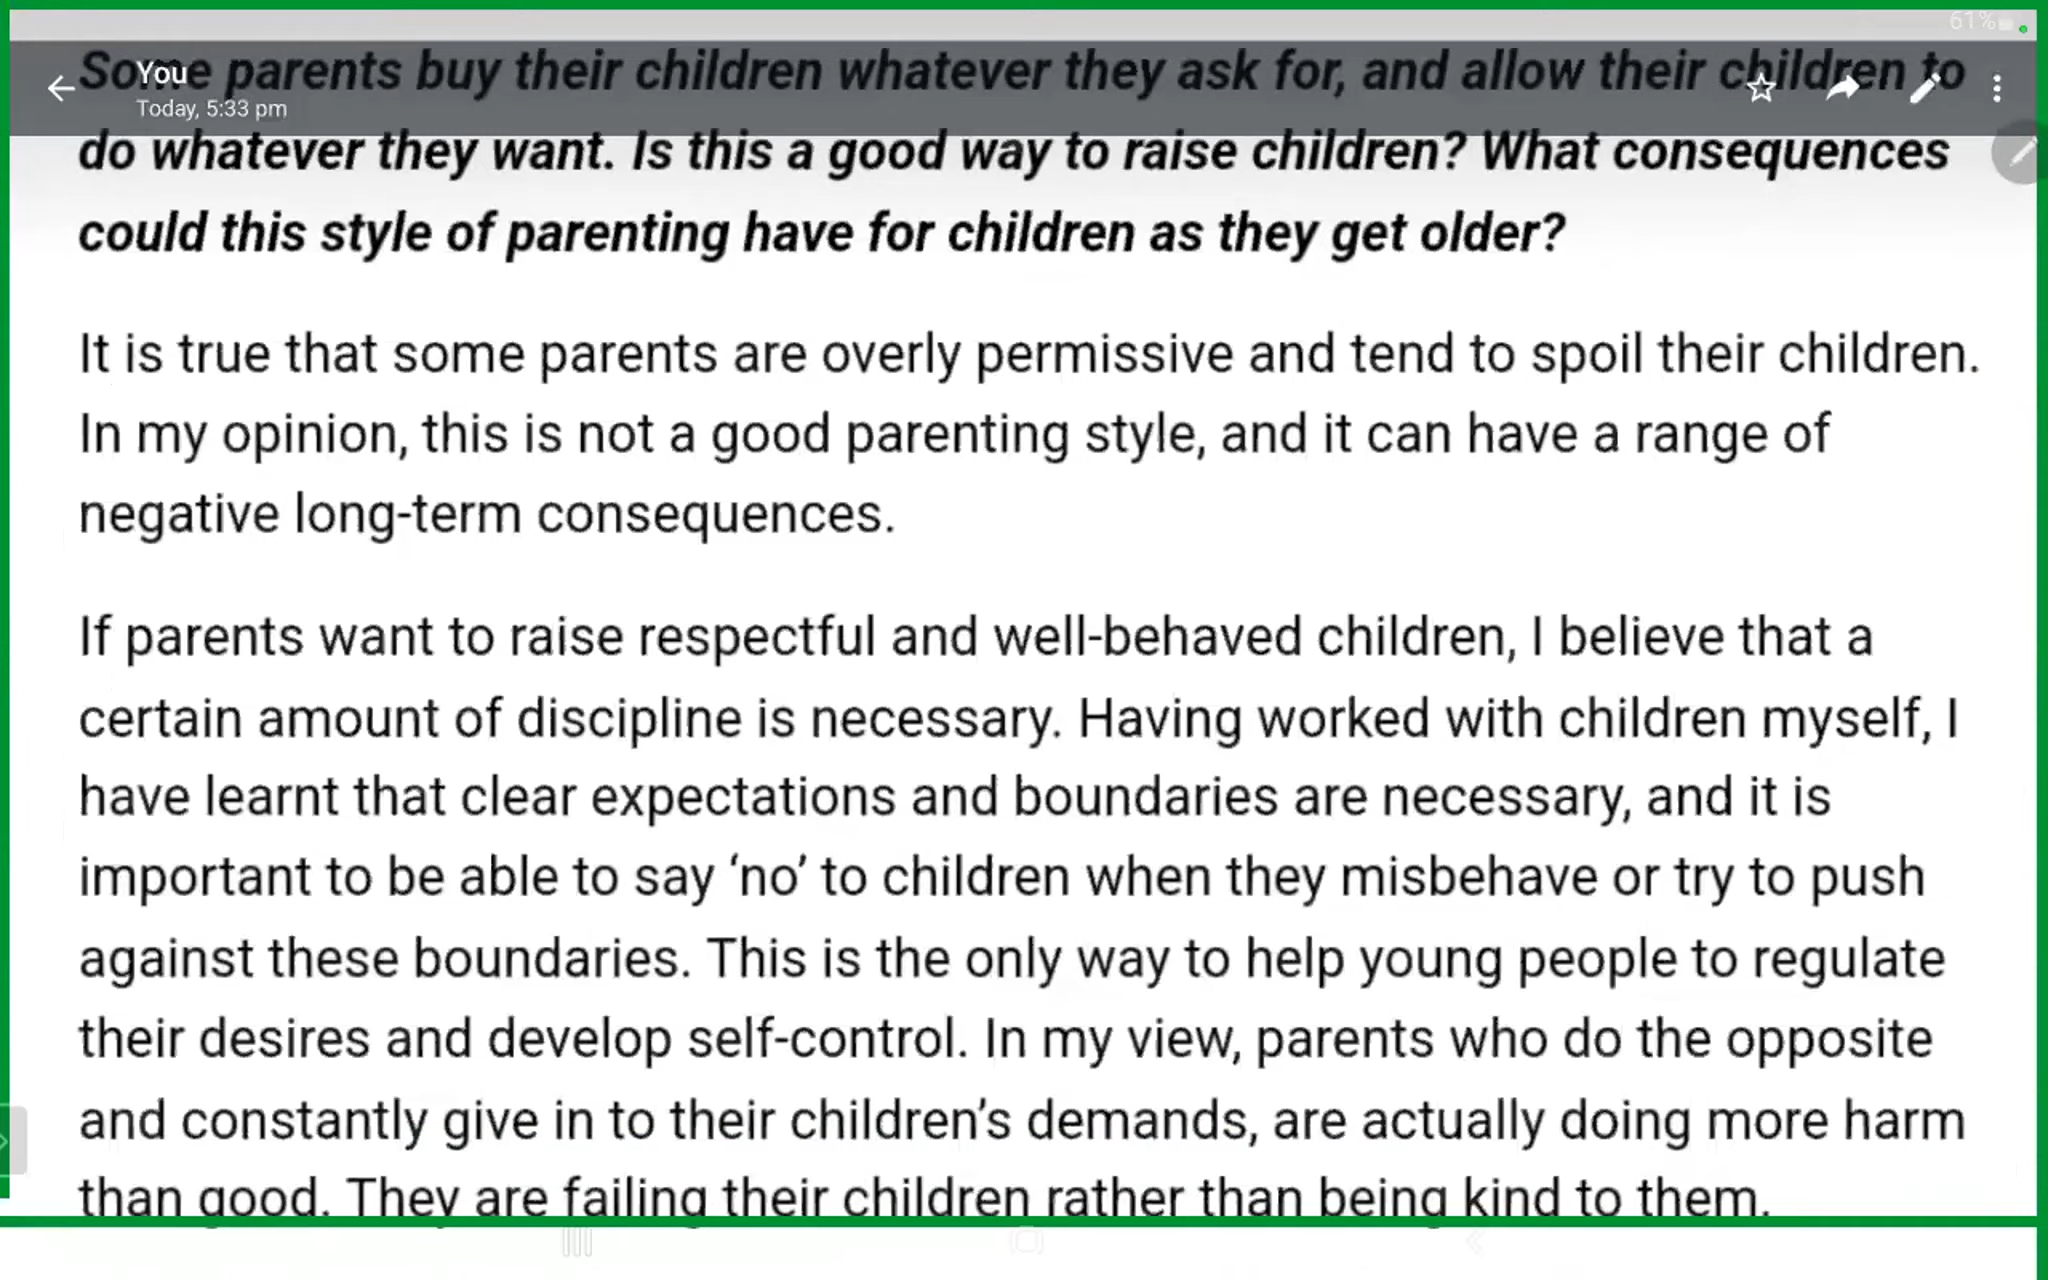 61%
Some parents buy their children whatever they ask for, and allow their children to
You
Today, 5:33 pm
do whatever they want. Is this a good way to raise children? What consequences
could this style of parenting have for children as they get older?
It is true that some parents are overly permissive and tend to spoil their children.
In my opinion, this is not a good parenting style, and it can have a range of
negative long-term consequences.
If parents want to raise respectful and well-behaved children, I believe that a
certain amount of discipline is necessary. Having worked with children myself, I
have learnt that clear expectations and boundaries are necessary, and it is
important to be able to say ‘no’ to children when they misbehave or try to push
against these boundaries. This is the only way to help young people to regulate
their desires and develop self-control. In my view, parents who do the opposite
and constantly give in to their children’s demands, are actually doing more harm
than good. They are failing their children rather than being kind to them.